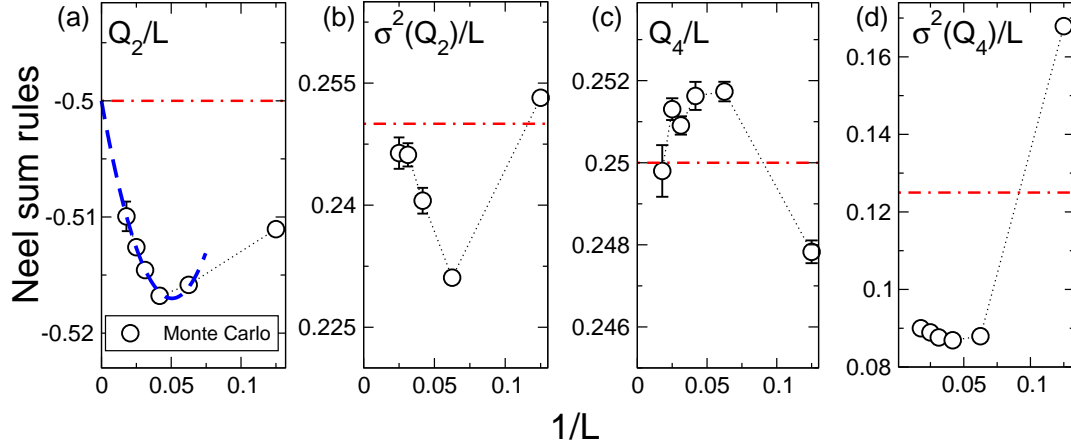 (a)
Q2/L
(b)
σ²(Q2)/L
(c)
Q4/L
(d)
σ²(Q4)/L
Neel sum rules
-0.5
-0.51
-0.52
0.255
0.24
0.225
0.252
0.25
0.248
0.246
0.16
0.14
0.12
0.1
0.08
Monte Carlo
0 0.05 0.1
0 0.05 0.1
0 0.05 0.1
0.05 0.1
1/L